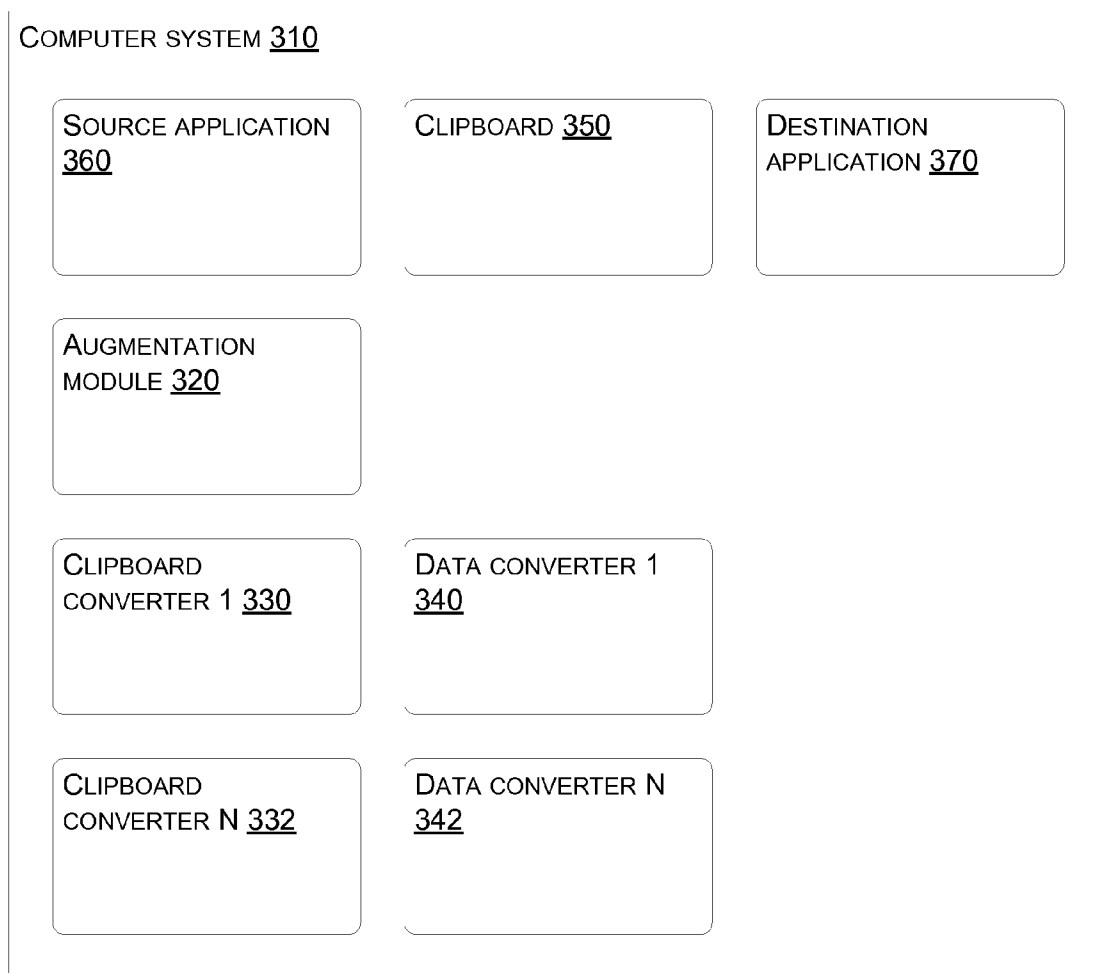 COMPUTER SYSTEM 310
SOURCE APPLICATION
360
CLIPBOARD 350
DESTINATION
APPLICATION 370
AUGMENTATION
MODULE 320
CLIPBOARD
CONVERTER 1 330
DATA CONVERTER 1
340
CLIPBOARD
CONVERTER N 332
DATA CONVERTER N
342